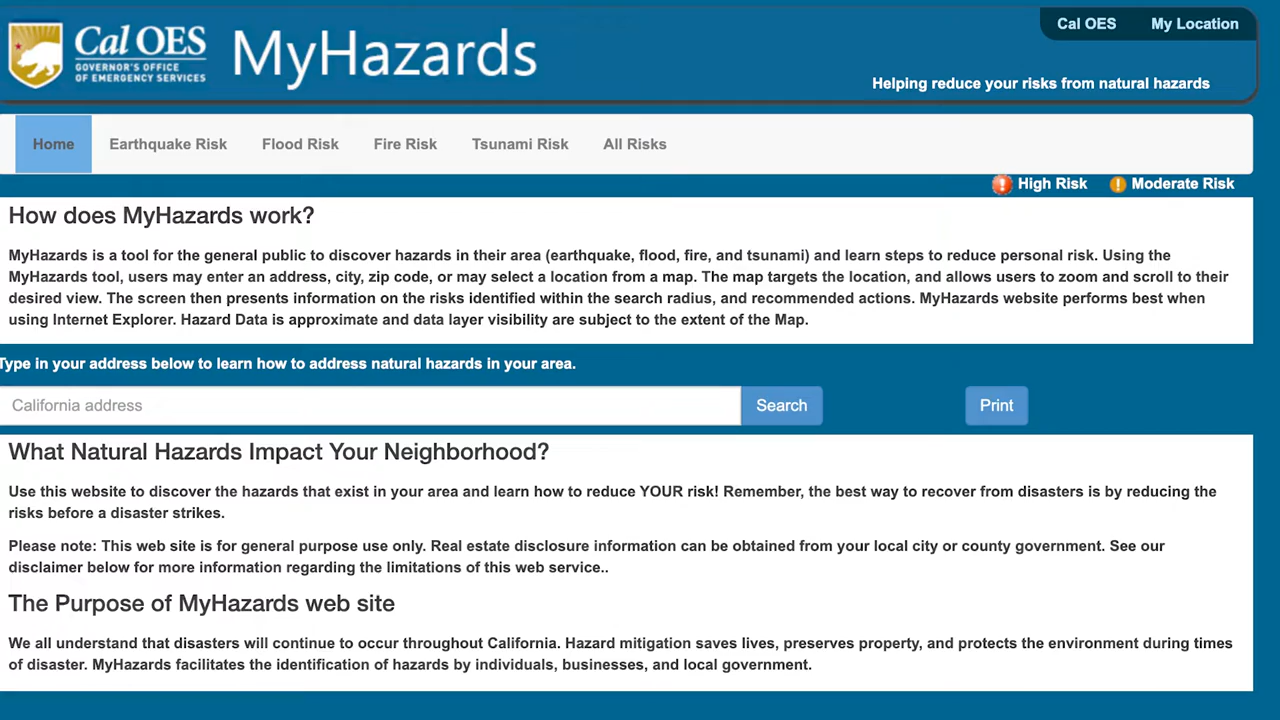 Cal OES
GOVERNOR'S OFFICE
OF EMERGENCY SERVICES
MyHazards
Cal OES My Location
Helping reduce your risks from natural hazards
Home Earthquake Risk Flood Risk Fire Risk Tsunami Risk All Risks
High Risk Moderate Risk
How does MyHazards work?
MyHazards is a tool for the general public to discover hazards in their area (earthquake, flood, fire, and tsunami) and learn steps to reduce personal risk. Using the
MyHazards tool, users may enter an address, city, zip code, or may select a location from a map. The map targets the location, and allows users to zoom and scroll to their
desired view. The screen then presents information on the risks identified within the search radius, and recommended actions. MyHazards website performs best when
using Internet Explorer. Hazard Data is approximate and data layer visibility are subject to the extent of the Map.
Type in your address below to learn how to address natural hazards in your area.
California address Search Print
What Natural Hazards Impact Your Neighborhood?
Use this website to discover the hazards that exist in your area and learn how to reduce YOUR risk! Remember, the best way to recover from disasters is by reducing the
risks before a disaster strikes.
Please note: This web site is for general purpose use only. Real estate disclosure information can be obtained from your local city or county government. See our
disclaimer below for more information regarding the limitations of this web service..
The Purpose of MyHazards web site
We all understand that disasters will continue to occur throughout California. Hazard mitigation saves lives, preserves property, and protects the environment during times
of disaster. MyHazards facilitates the identification of hazards by individuals, businesses, and local government.